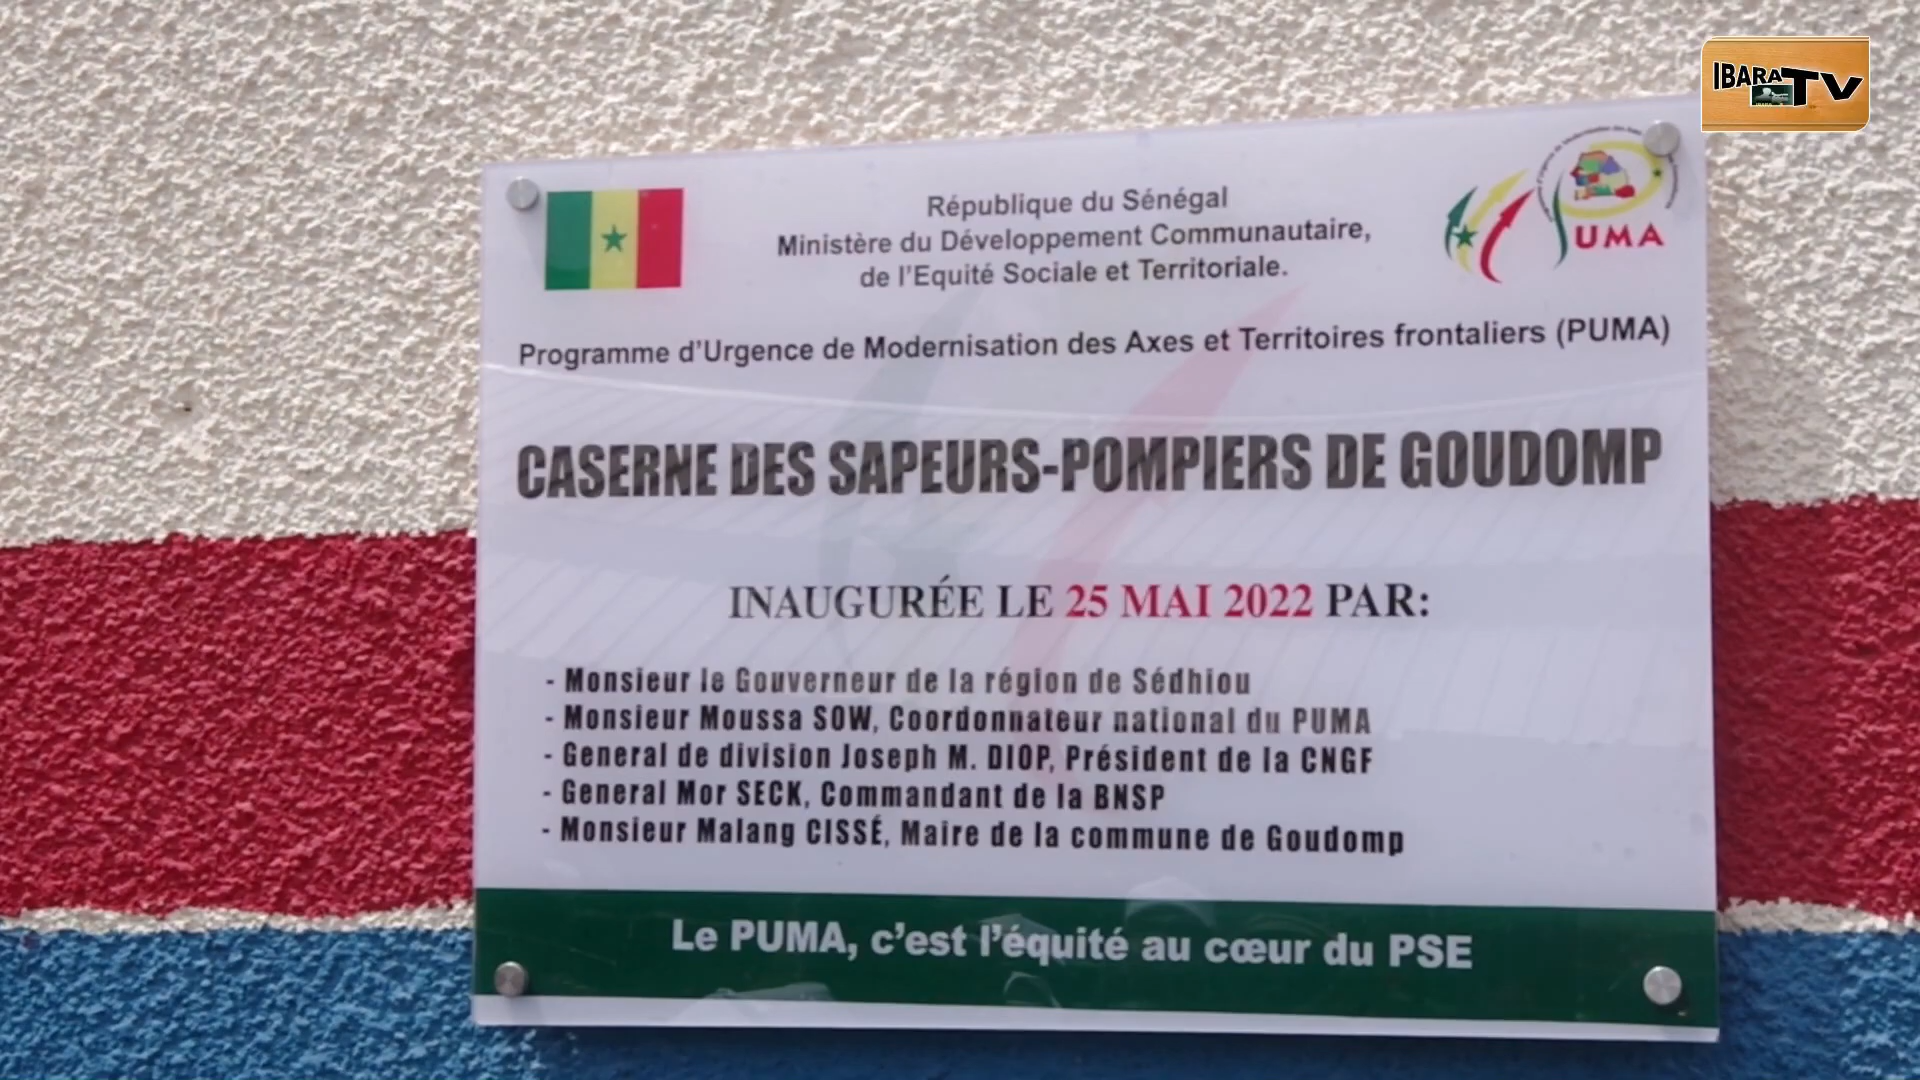 IBARA TV
République du Sénégal
Ministère du Développement Communautaire,
de l'Equité Sociale et Territoriale.
UMA
Programme d'Urgence de Modernisation des Axes et Territoires frontaliers (PUMA)
CASERNE DES SAPEURS-POMPIERS DE GOUDOMP
INAUGURÉE LE 25 MAI 2022 PAR:
- Monsieur le Gouverneur de la région de Sédhiou
- Monsieur Moussa SOW, Coordonnateur national du PUMA
- General de division Joseph M. DIOP, Président de la CNGF
- General Mor SECK, Commandant de la BNSP
- Monsieur Malang CISSÉ, Maire de la commune de Goudomp
Le PUMA, c'est l'équité au cœur du PSE